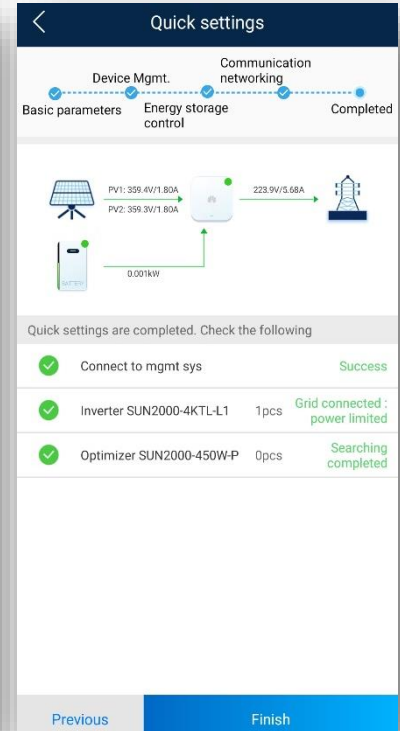 Quick settings
Communication
Device Mgmt. networking
Basic parameters Energy storage Completed
control
PV1: 359.4V/1.80A 223.9V/5.68A
PV2: 359.3V/1.80A
BATTERY
0.001kW
Quick settings are completed. Check the following
Connect to mgmt sys Success
Inverter SUN2000-4KTL-L1 1pcs Grid connected : power limited
Optimizer SUN2000-450W-P 0pcs Searching completed
Previous Finish